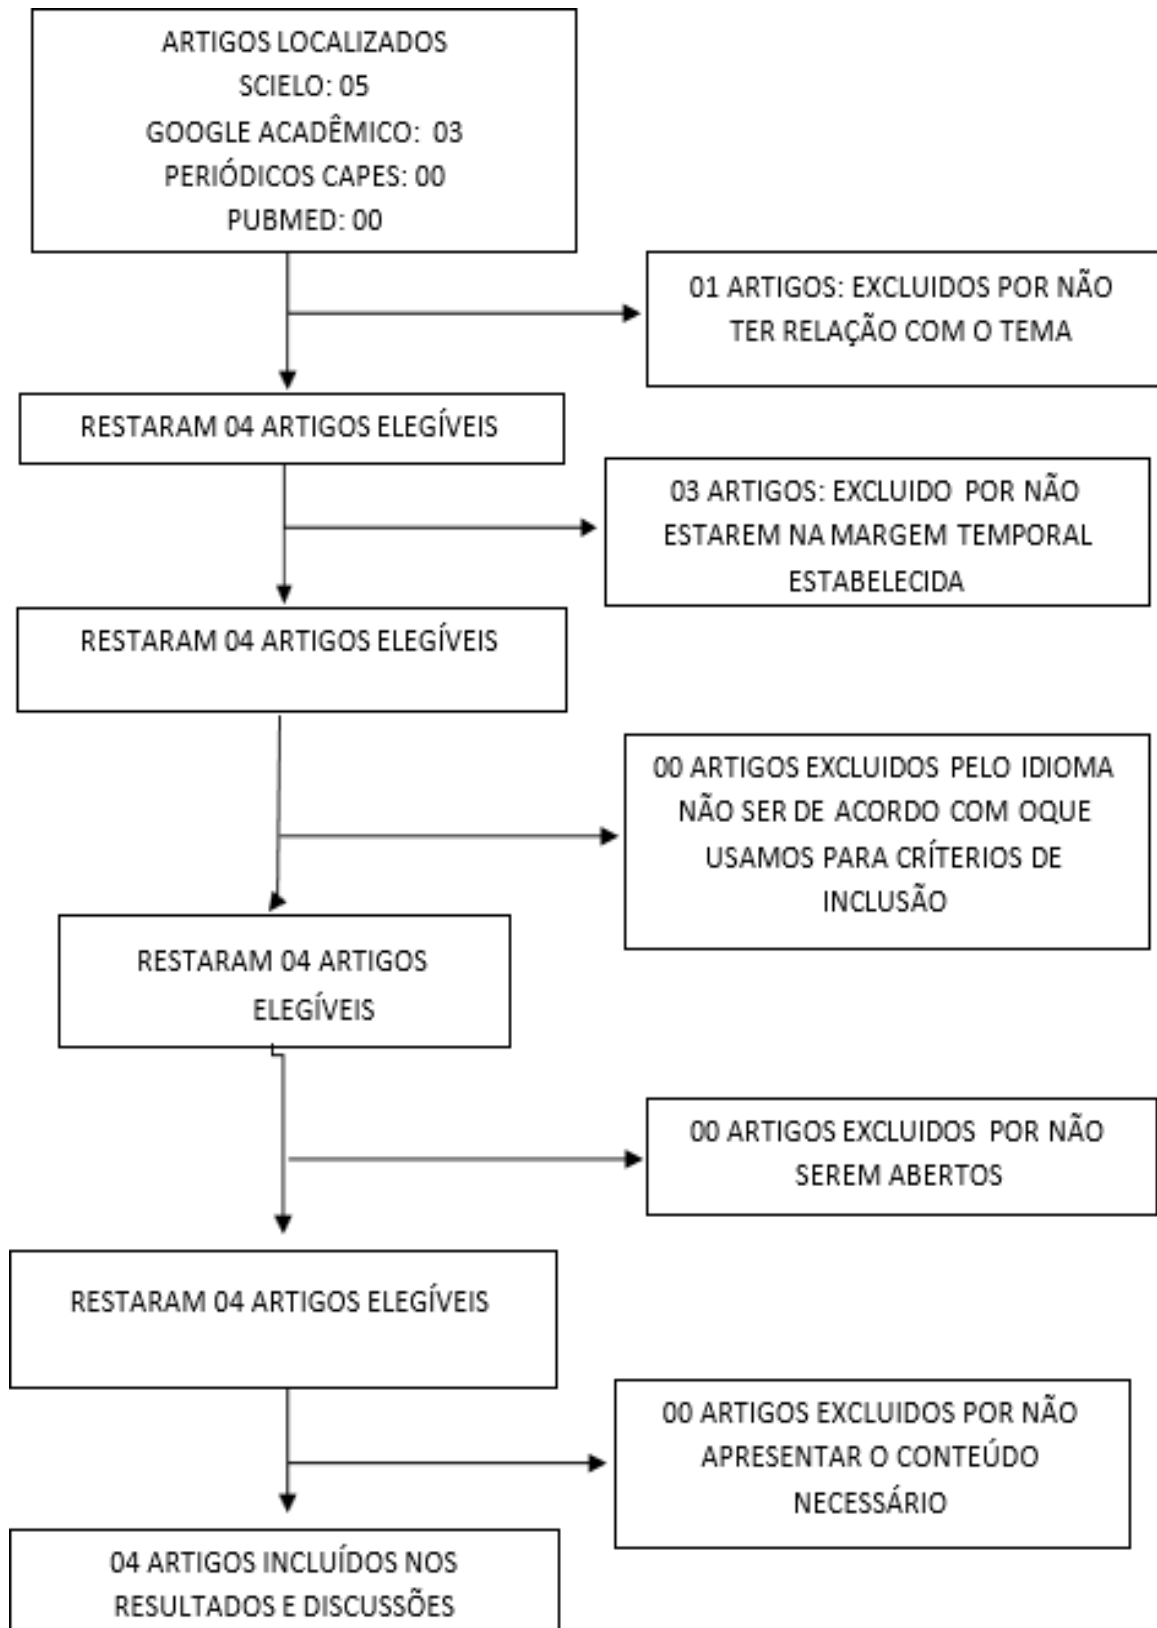 ARTIGOS LOCALIZADOS
SCIELO: 05
GOOGLE ACADÊMICO: 03
PERIÓDICOS CAPES: 00
PUBMED: 00
01 ARTIGOS: EXCLUIDOS POR NÃO
TER RELAÇÃO COM O TEMA
RESTARAM 04 ARTIGOS ELEGÍVEIS
03 ARTIGOS: EXCLUIDO POR NÃO
ESTAREM NA MARGEM TEMPORAL
ESTABELECIDA
RESTARAM 04 ARTIGOS ELEGÍVEIS
00 ARTIGOS EXCLUIDOS PELO IDIOMA
NÃO SER DE ACORDO COM OQUE
USAMOS PARA CRÍTERIOS DE
INCLUSÃO
RESTARAM 04 ARTIGOS
ELEGÍVEIS
00 ARTIGOS EXCLUIDOS POR NÃO
SEREM ABERTOS
RESTARAM 04 ARTIGOS ELEGÍVEIS
00 ARTIGOS EXCLUIDOS POR NÃO
APRESENTAR O CONTEÚDO
NECESSÁRIO
04 ARTIGOS INCLUÍDOS NOS
RESULTADOS E DISCUSSÕES